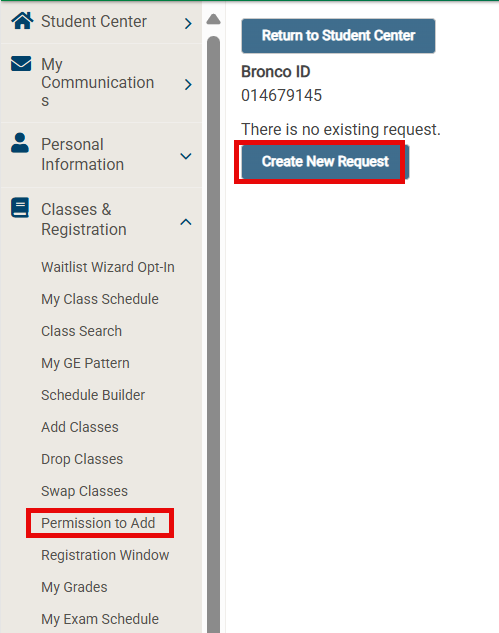 Student Center
My
Communication
s
Personal
Information
Classes &
Registration
Waitlist Wizard Opt-In
My Class Schedule
Class Search
My GE Pattern
Schedule Builder
Add Classes
Drop Classes
Swap Classes
Permission to Add
Registration Window
My Grades
My Exam Schedule
Return to Student Center
Bronco ID
014679145
There is no existing request.
Create New Request